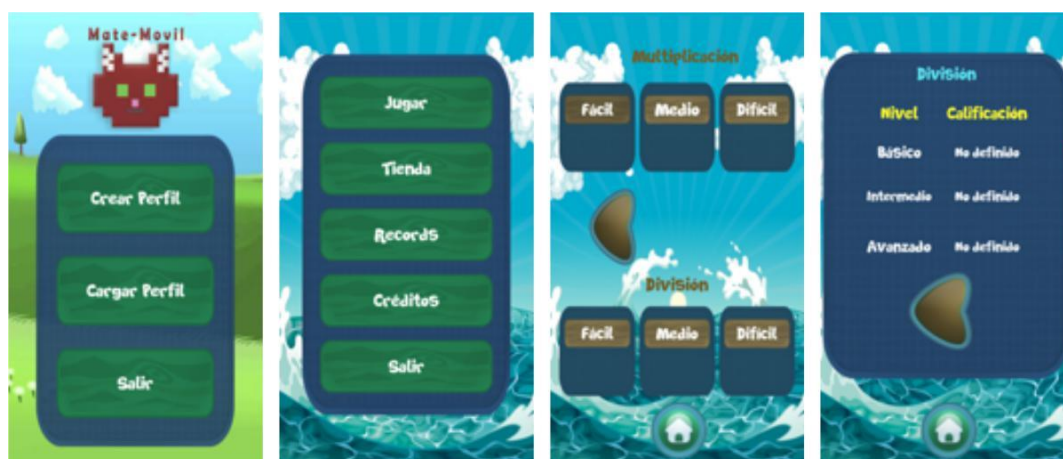 Mate-Movil
Crear Perfil
Cargar Perfil
Salir
Jugar
Tienda
Records
Créditos
Salir
Multiplicación
Fácil Medio Difícil
División
Fácil Medio Difícil
División
Nivel Calificación
Básico No definido
Intermedio No definido
Avanzado No definido